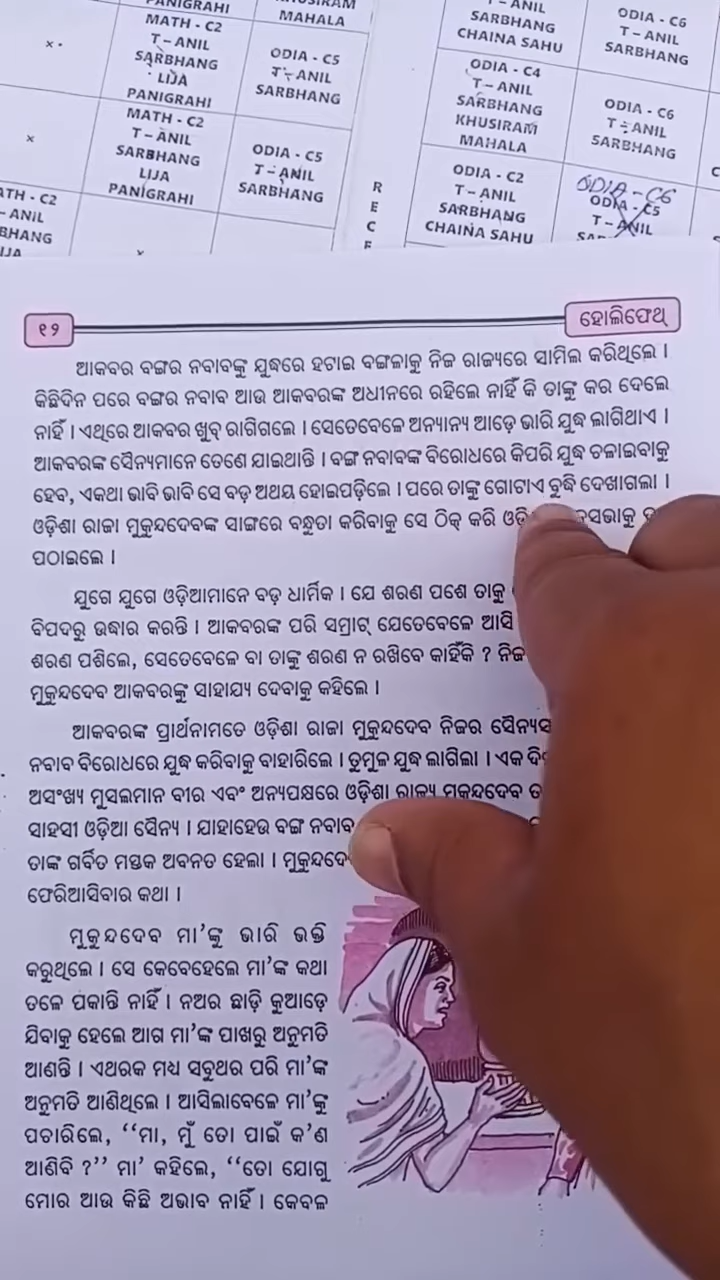 PANIGRAHI
MATH - C2
T - ANIL
SARBHANG
LIJA
PANIGRAHI
MAHALA
ODIA - C5
T - ANIL
SARBHANG
x
MATH - C2
T - ANIL
SARBHANG
LIJA
PANIGRAHI
ODIA - C5
T - ANIL
SARBHANG
x
T - ANIL
SARBHANG
CHAINA SAHU
ODIA - C6
T - ANIL
SARBHANG
ODIA - C4
T - ANIL
SARBHANG
KHUSIRAM
MAHALA
ODIA - C6
T - ANIL
SARBHANG
R
E
C
E
ODIA - C2
T - ANIL
SARBHANG
CHAINA SAHU
ODIA - C6
ODIA - C5
T - ANIL
୧୨
ହୋଲିଫେଥ୍
ଆକବର ବଙ୍ଗର ନବାବଙ୍କୁ ଯୁଦ୍ଧରେ ହଟାଇ ବଙ୍ଗଳାକୁ ନିଜ ରାଜ୍ୟରେ ସାମିଲ କରିଥିଲେ ।
କିଛିଦିନ ପରେ ବଙ୍ଗର ନବାବ ଆଉ ଆକବରଙ୍କ ଅଧୀନରେ ରହିଲେ ନାହିଁ କି ତାଙ୍କୁ କର ଦେଲେ
ନାହିଁ । ଏଥିରେ ଆକବର ଖୁବ୍ ରାଗିଗଲେ । ସେତେବେଳେ ଅନ୍ୟାନ୍ୟ ଆଡ଼େ ଭାରି ଯୁଦ୍ଧ ଲାଗିଥାଏ ।
ଆକବରଙ୍କ ସୈନ୍ୟମାନେ ତେଣେ ଯାଇଥାନ୍ତି । ବଙ୍ଗ ନବାବଙ୍କ ବିରୋଧରେ କିପରି ଯୁଦ୍ଧ ଚଳାଇବାକୁ
ହେବ, ଏକଥା ଭାବି ଭାବି ସେ ବଡ଼ ଅଥୟ ହୋଇପଡ଼ିଲେ । ପରେ ତାଙ୍କୁ ଗୋଟାଏ ବୁଦ୍ଧି ଦେଖାଗଲା ।
ଓଡ଼ିଶା ରାଜା ମୁକୁନ୍ଦଦେବଙ୍କ ସାଙ୍ଗରେ ବନ୍ଧୁତା କରିବାକୁ ସେ ଠିକ୍ କରି
ପଠାଇଲେ ।
ଯୁଗେ ଯୁଗେ ଓଡ଼ିଆମାନେ ବଡ଼ ଧାର୍ମିକ । ଯେ ଶରଣ ପଶେ ତାକୁ
ବିପଦରୁ ଉଦ୍ଧାର କରନ୍ତି । ଆକବରଙ୍କ ପରି ସମ୍ରାଟ୍ ଯେତେବେଳେ ଆସି
ଶରଣ ପଶିଲେ, ସେତେବେଳେ ବା ତାଙ୍କୁ ଶରଣ ନ ରଖିବେ କାହିଁକି ? ନିଜ
ମୁକୁନ୍ଦଦେବ ଆକବରଙ୍କୁ ସାହାଯ୍ୟ ଦେବାକୁ କହିଲେ ।
ଆକବରଙ୍କ ପ୍ରାର୍ଥନାମତେ ଓଡ଼ିଶା ରାଜା ମୁକୁନ୍ଦଦେବ ନିଜର
ନବାବ ବିରୋଧରେ ଯୁଦ୍ଧ କରିବାକୁ ବାହାରିଲେ । ତୁମୁଳ ଯୁଦ୍ଧ ଲାଗିଲା । ଏକ
ଅସଂଖ୍ୟ ମୁସଲମାନ ବୀର ଏବଂ ଅନ୍ୟପକ୍ଷରେ ଓଡ଼ିଶା ରାଜା ମୁକୁନ୍ଦଦେବ
ସାହସୀ ଓଡ଼ିଆ ସୈନ୍ୟ । ଯାହାହେଉ ବଙ୍ଗ ନବାବ
ତାଙ୍କ ଗର୍ବିତ ମସ୍ତକ ଅବନତ ହେଲା ।
ଫେରିଆସିବାର କଥା ।
ମୁକୁନ୍ଦଦେବ ମା’ଙ୍କୁ ଭାରି ଭକ୍ତି
କରୁଥିଲେ । ସେ କେବେହେଲେ ମା’ଙ୍କ କଥା
ତଳେ ପକାନ୍ତି ନାହିଁ । ନଅର ଛାଡ଼ି କୁଆଡ଼େ
ଯିବାକୁ ହେଲେ ଆଗ ମା’ଙ୍କ ପାଖରୁ ଅନୁମତି
ଆଣନ୍ତି । ଏଥରକ ମଧ୍ୟ ସବୁଥର ପରି ମା’ଙ୍କ
ଅନୁମତି ଆଣିଥିଲେ । ଆସିଲାବେଳେ ମା’ଙ୍କୁ
ପଚାରିଲେ, ‘‘ମା, ମୁଁ ତୋ ପାଇଁ କ’ଣ
ଆଣିବି ?’’ ମା’ କହିଲେ, ‘‘ତୋ ଯୋଗୁ
ମୋର ଆଉ କିଛି ଅଭାବ ନାହିଁ । କେବଳ